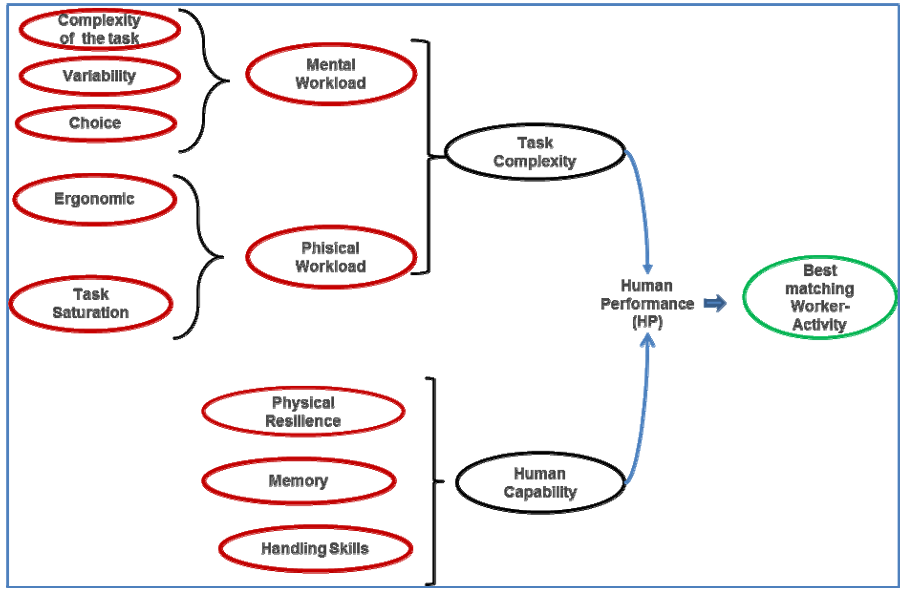 Complexity
of the task
Variability
Choice
Ergonomic
Task
Saturation
Mental
Workload
Phisical
Workload
Task
Complexity
Physical
Resilience
Memory
Handling Skills
Human
Capability
Human
Performance
(HP)
Best
matching
Worker-
Activity